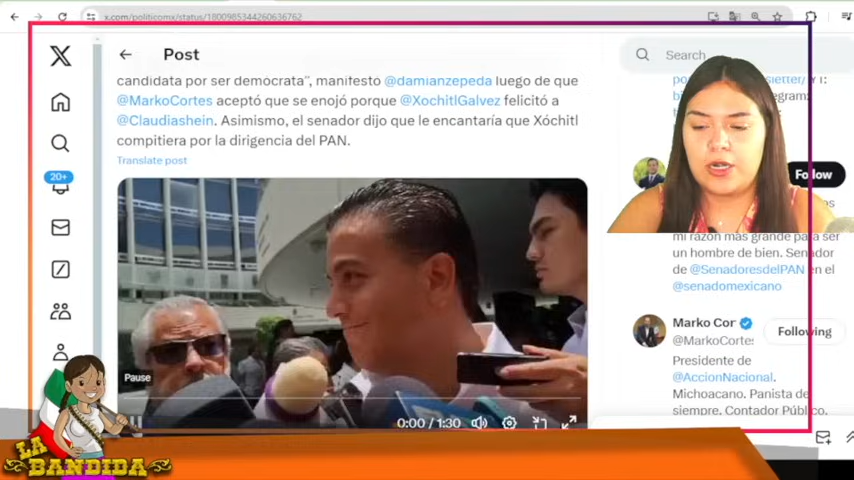 x.com/politicomx/status/1800985344260636762
Post
Search
candidata por ser demócrata", manifestó @damianzepeda luego de que
@MarkoCortes aceptó que se enojó porque @XochitlGalvez felicitó a
@Claudiashein. Asimismo, el senador dijo que le encantaría que Xóchitl
compitiera por la dirigencia del PAN.
Translate post
20+
Pause
0:00 / 1:30
Follow
mi razón más grande para ser
un hombre de bien. Senador
de @SenadoresdelPAN en el
@senadomexicano
Marko Cor
@MarkoCortes
Following
Presidente de
@AccionNacional.
Michoacano. Panista de
siempre. Contador Público.
LA
BANDIDA